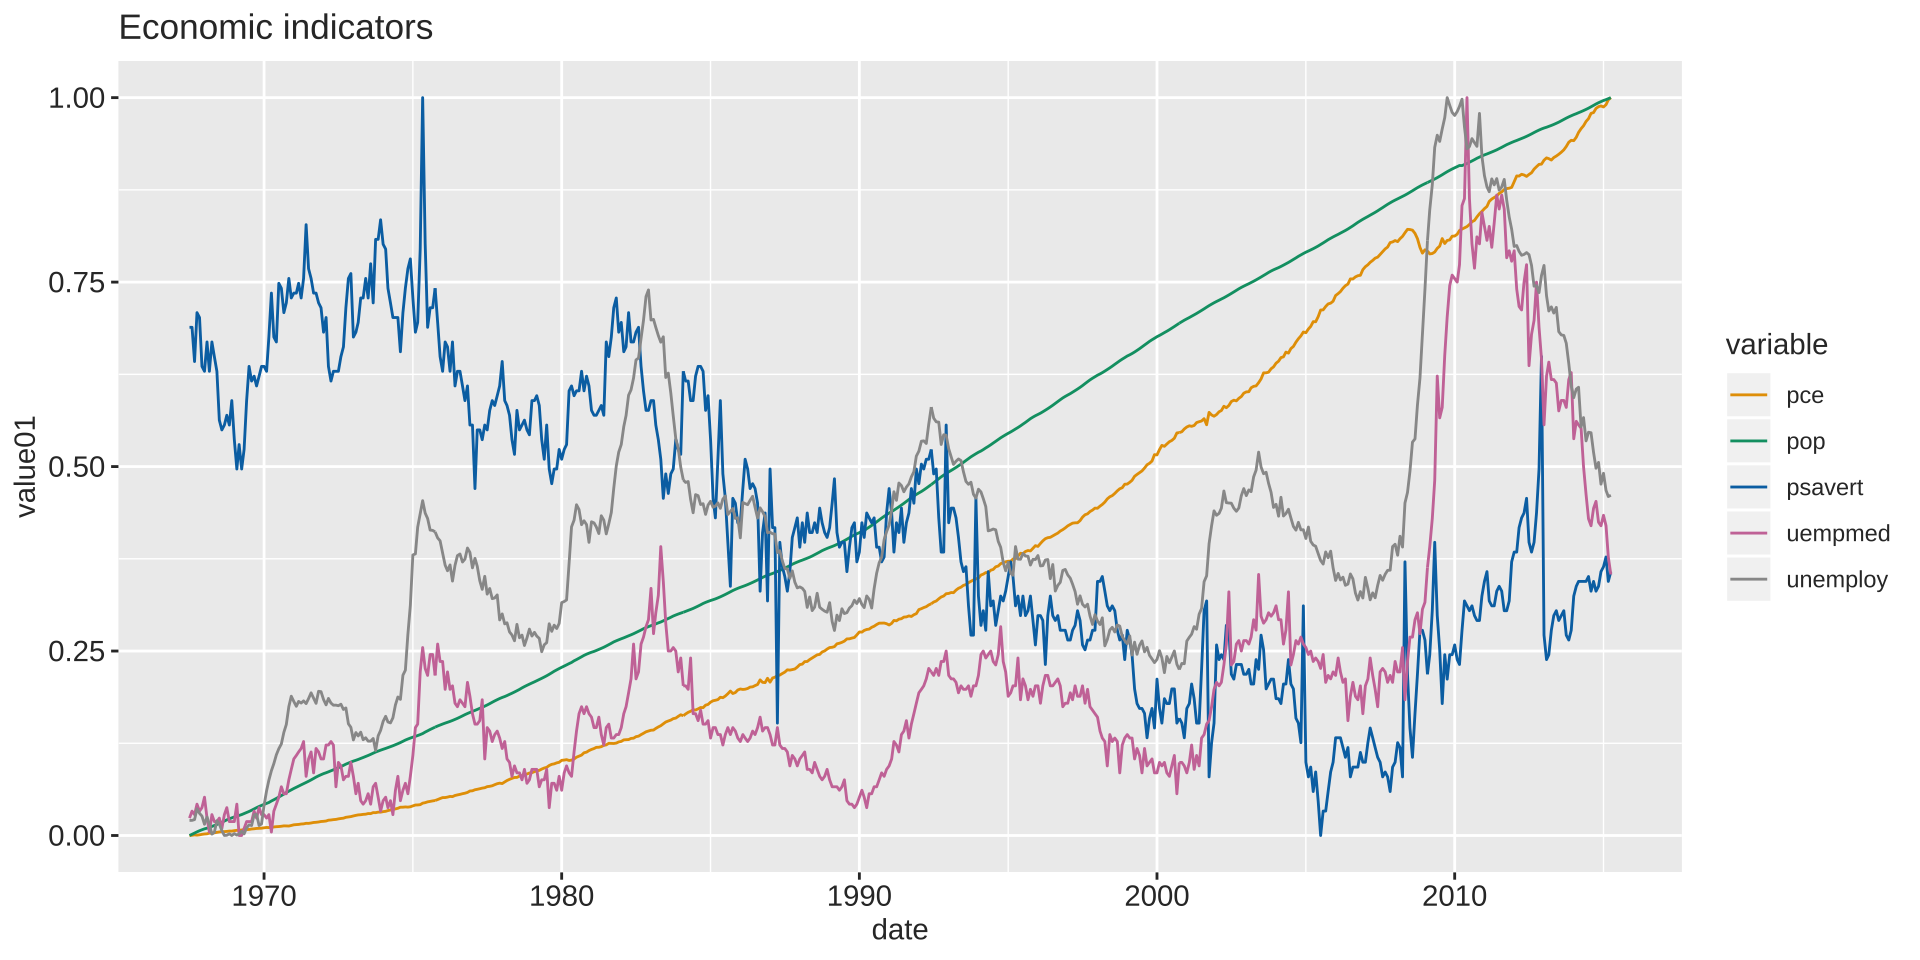 Economic indicators
1.00
0.75
0.50
0.25
0.00
value01
1970 1980 1990 2000 2010
date
variable
pce
pop
psavert
uempmed
unemploy